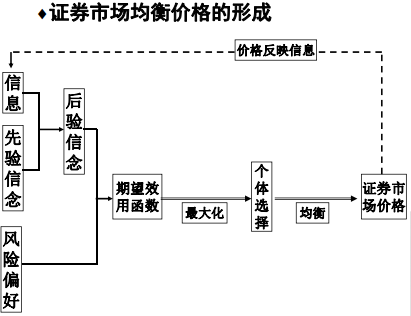 ♦证券市场均衡价格的形成
价格反映信息
信息
先验信念
后验信念
风险偏好
期望效
用函数
最大化
个体选择
均衡
证券市
场价格